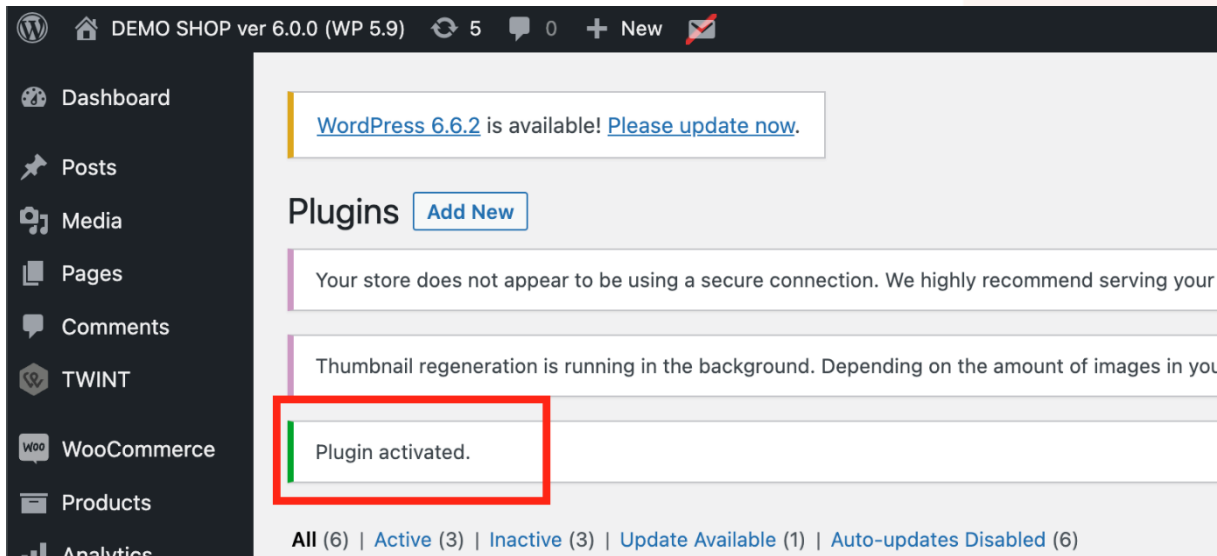 DEMO SHOP ver 6.0.0 (WP 5.9) 5 0 + New
Dashboard
WordPress 6.6.2 is available! Please update now.
Posts
Plugins Add New
Media
Pages
Your store does not appear to be using a secure connection. We highly recommend serving your
Comments
Thumbnail regeneration is running in the background. Depending on the amount of images in you
TWINT
WooCommerce
Plugin activated.
Products
All (6) | Active (3) | Inactive (3) | Update Available (1) | Auto-updates Disabled (6)
Analytics